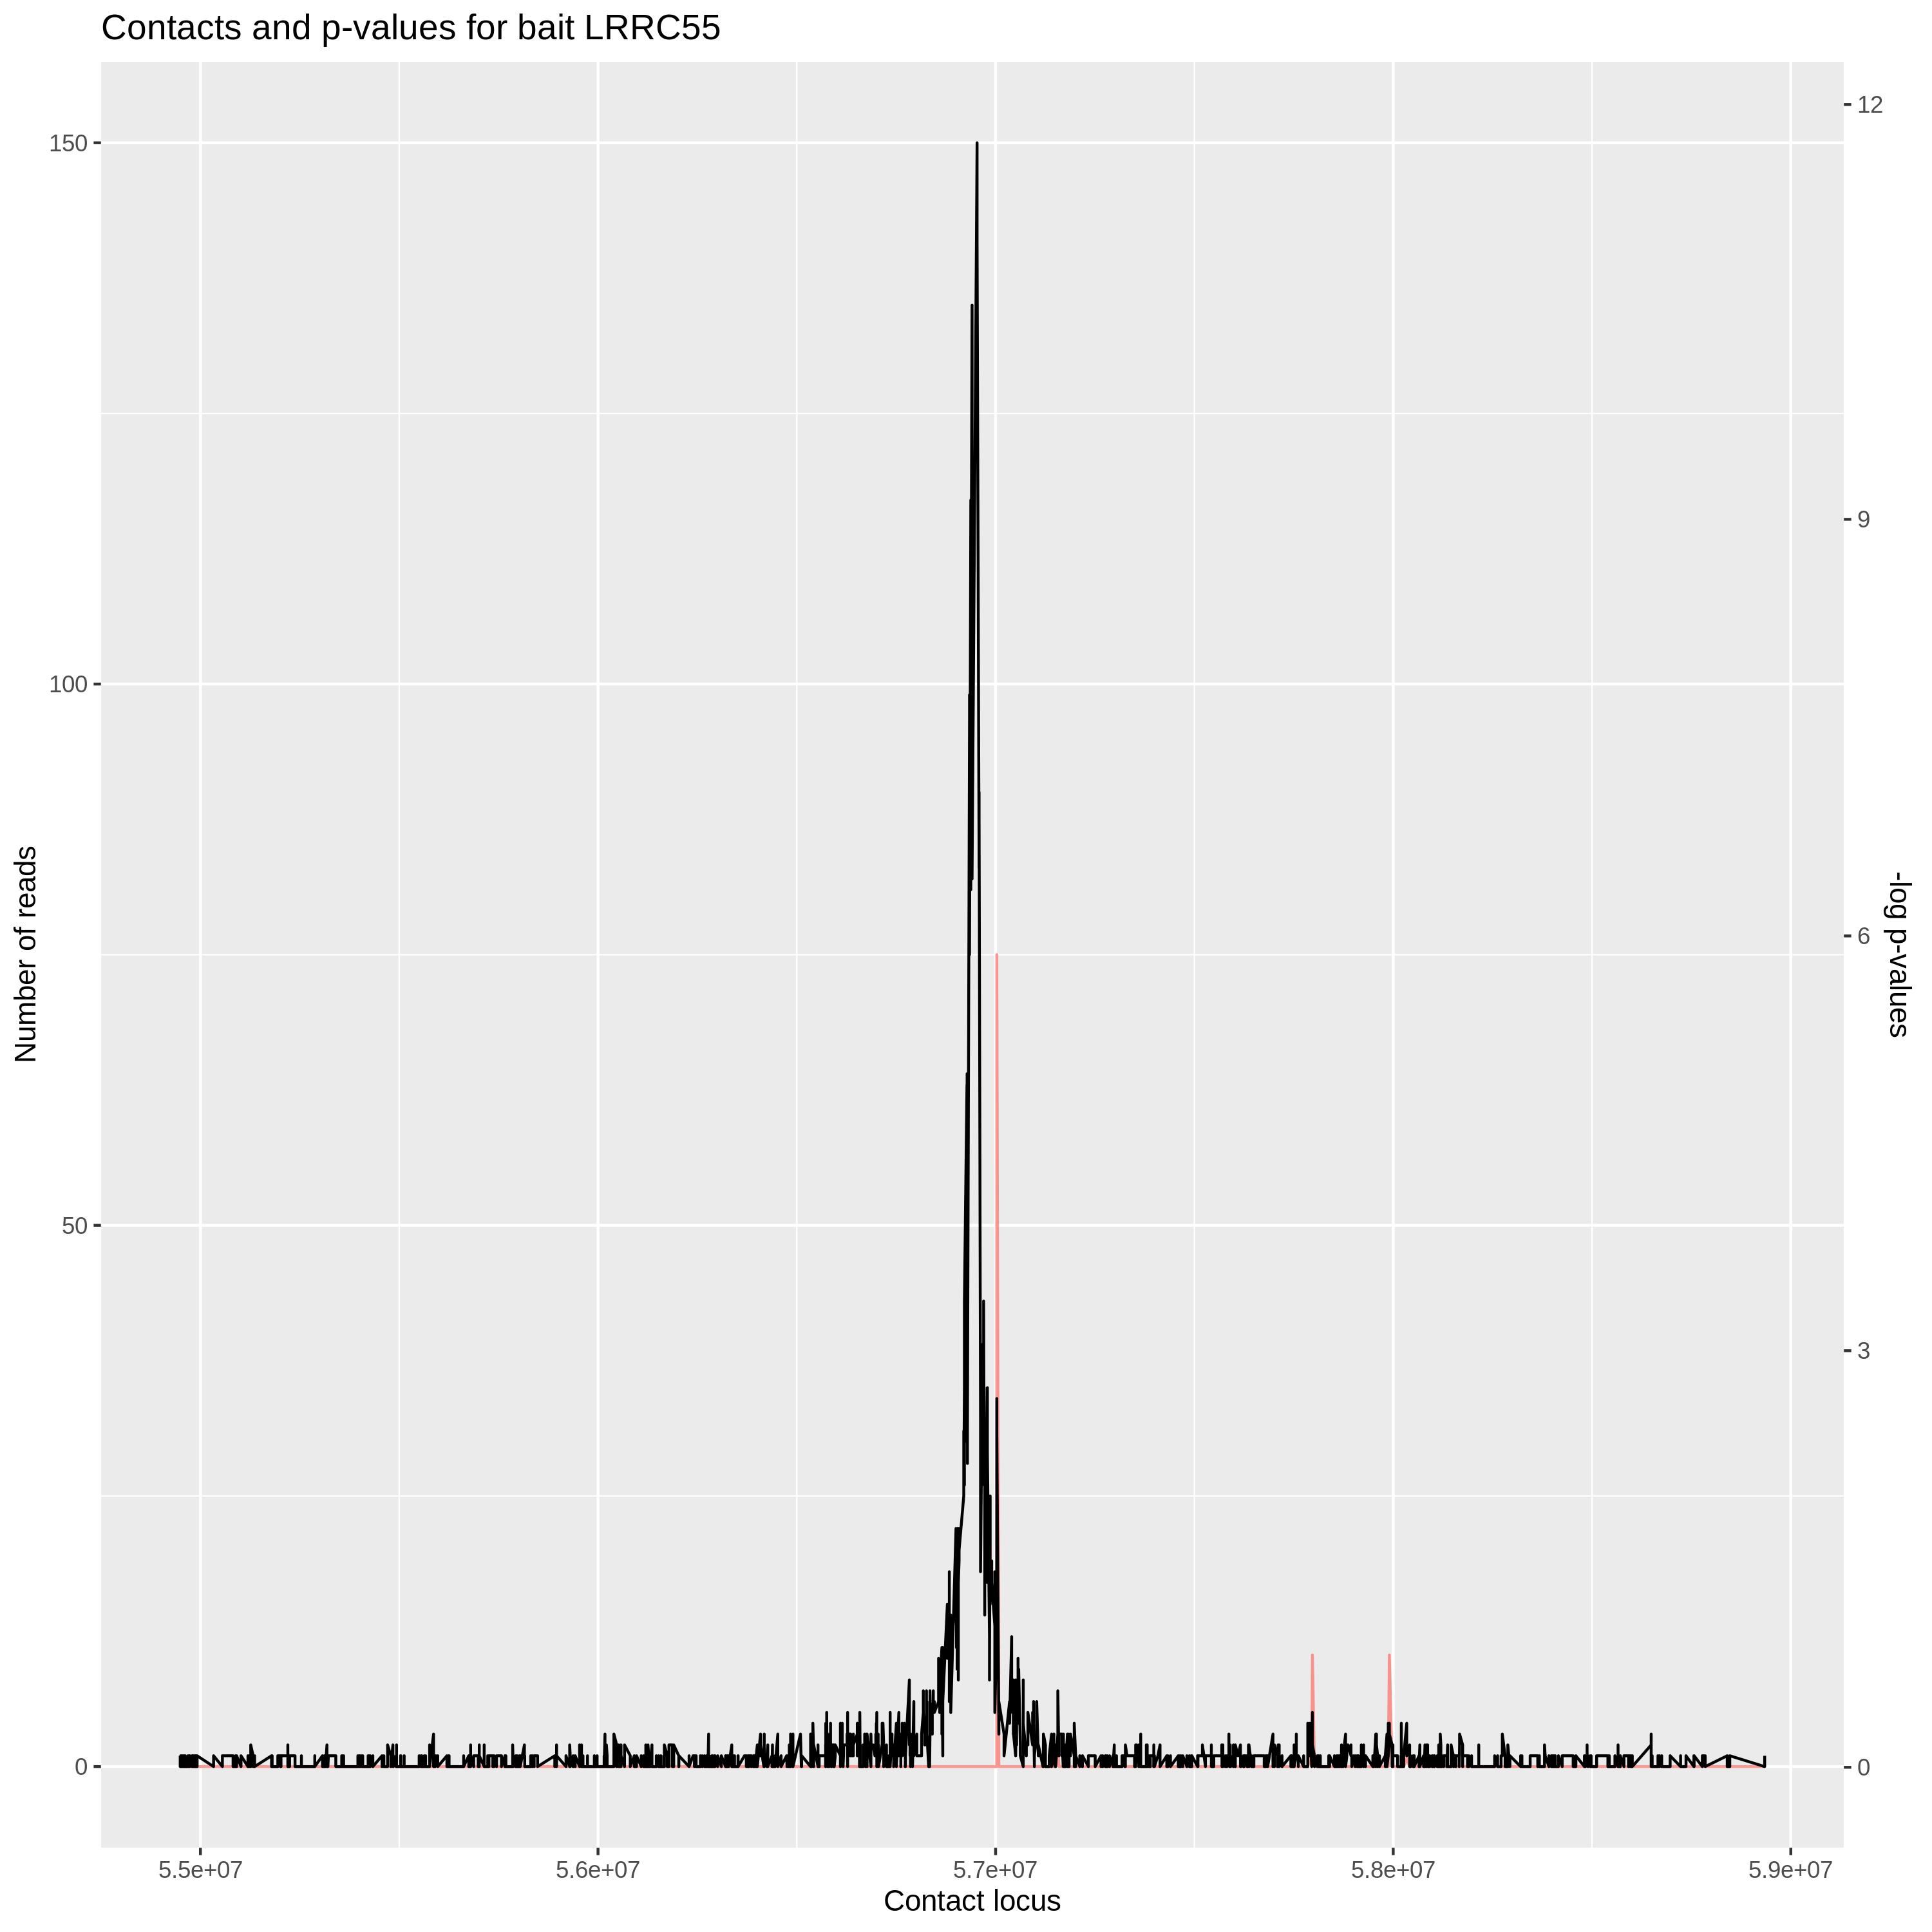 Contacts and p-values for bait LRRC55
150
100
50
0
12
9
6
3
0
Number of reads
-log p-values
5.5e+07
5.6e+07
5.7e+07
5.8e+07
5.9e+07
Contact locus